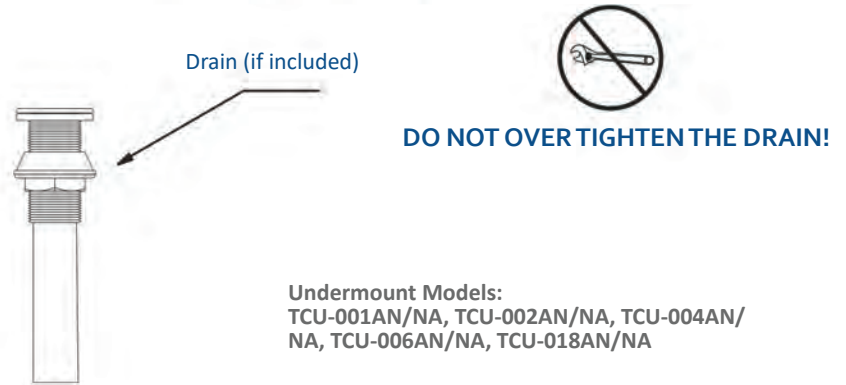 Drain (if included)
DO NOT OVER TIGHTEN THE DRAIN!
Undermount Models:
TCU-001AN/NA, TCU-002AN/NA, TCU-004AN/
NA, TCU-006AN/NA, TCU-018AN/NA